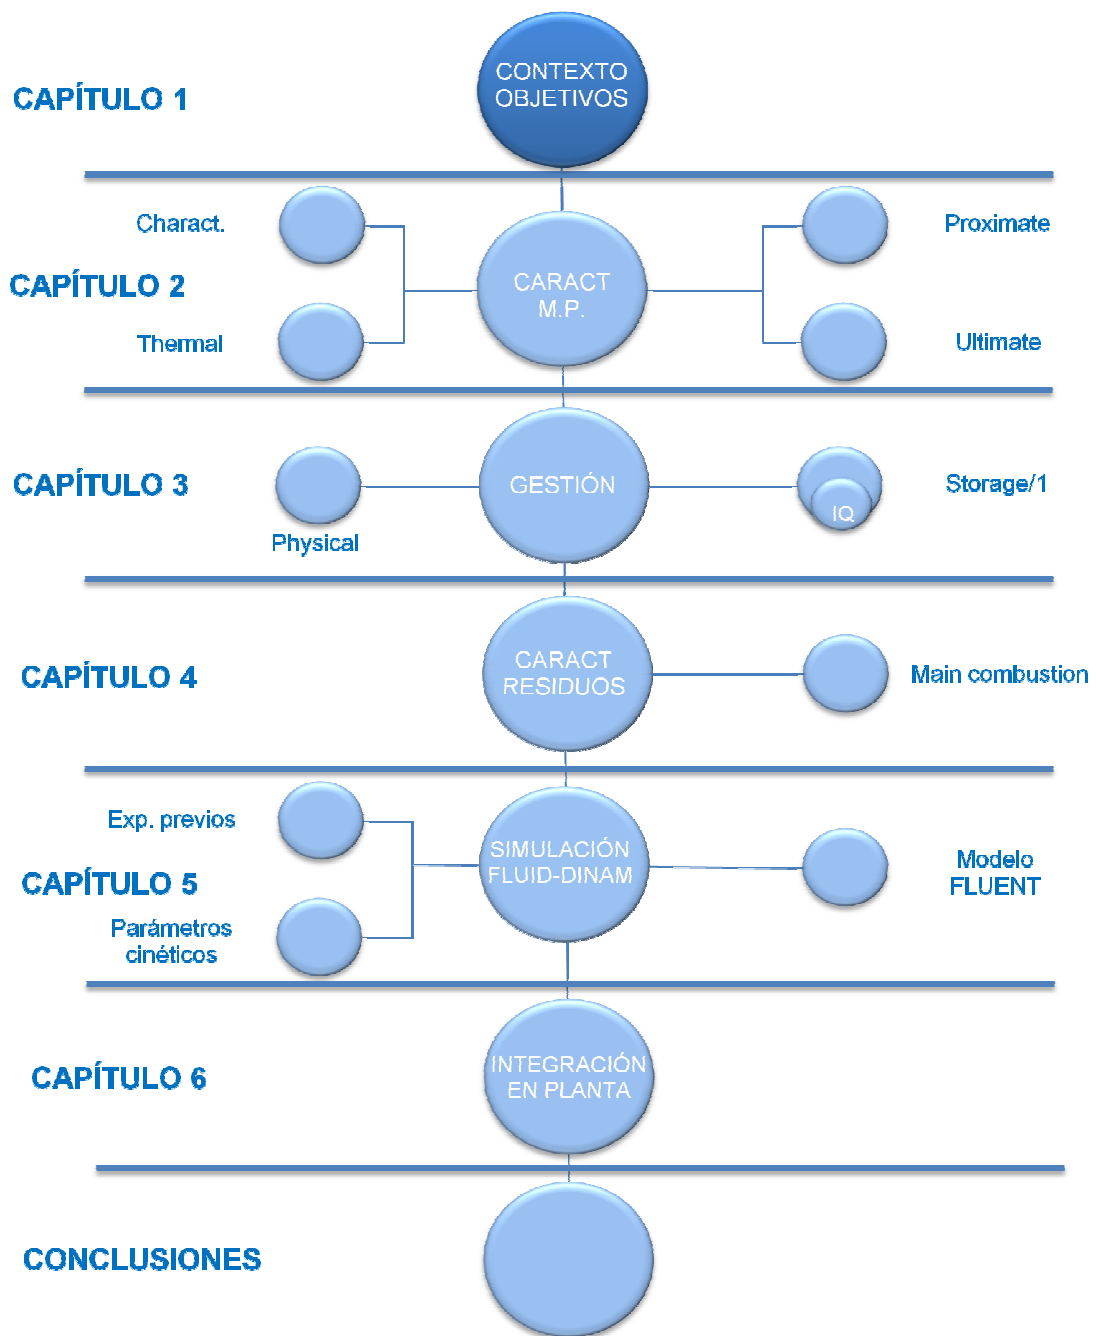 CONTEXTO
OBJETIVOS
CAPÍTULO 1
Charact.
Proximate
CAPÍTULO 2
CARACT
M.P.
Thermal
Ultimate
CAPÍTULO 3
GESTIÓN
Storage/1
IQ
Physical
CARACT
RESIDUOS
CAPÍTULO 4
Main combustion
Exp. previos
SIMULACIÓN
FLUID-DINAM
Modelo
FLUENT
CAPÍTULO 5
Parámetros
cinéticos
INTEGRACIÓN
EN PLANTA
CAPÍTULO 6
CONCLUSIONES